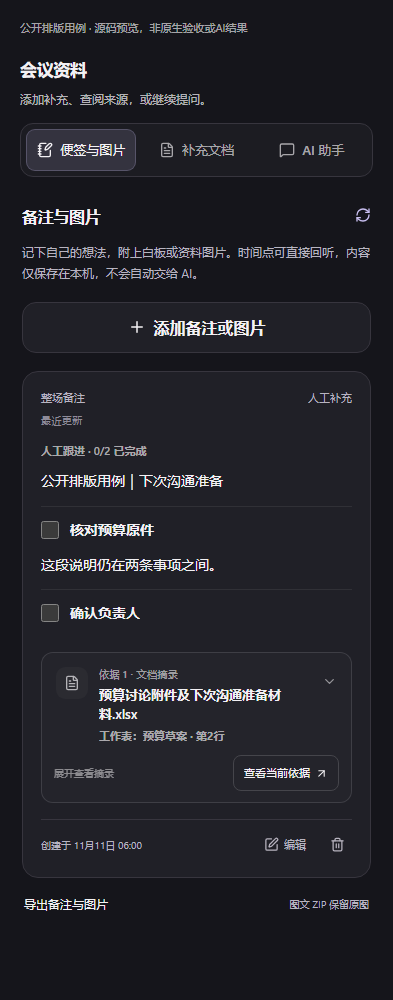 公开排版用例 · 源码预览，非原生验收或AI结果
会议资料
添加补充、查阅来源，或继续提问。
便签与图片
补充文档
AI 助手
备注与图片
记下自己的想法，附上白板或资料图片。时间点可直接回听，内容
仅保存在本机，不会自动交给 AI。
添加备注或图片
整场备注
人工补充
最近更新
人工跟进 · 0/2 已完成
公开排版用例｜下次沟通准备
核对预算原件
这段说明仍在两条事项之间。
确认负责人
依据 1 · 文档摘录
预算讨论附件及下次沟通准备材
料.xlsx
工作表：预算草案 · 第2行
展开查看摘录
查看当前依据
创建于 11月11日 06:00
编辑
导出备注与图片
图文 ZIP 保留原图